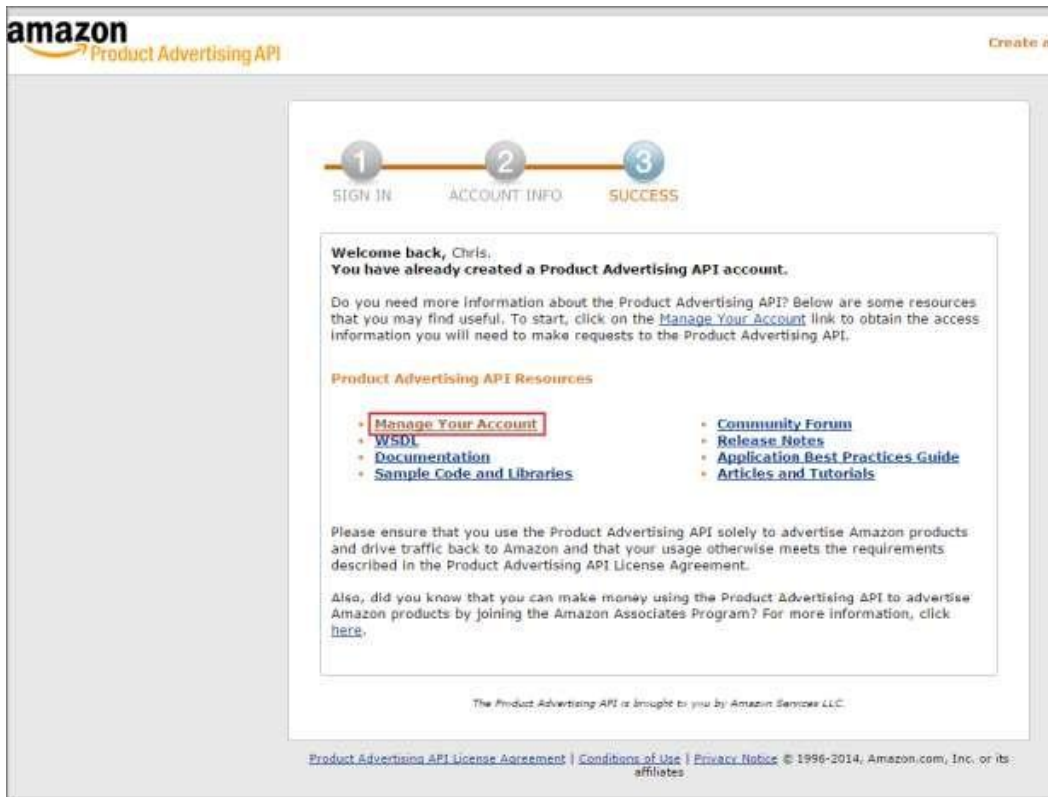 amazon
Product Advertising API
Create a
1
2
3
SIGN IN
ACCOUNT INFO
SUCCESS
Welcome back, Chris.
You have already created a Product Advertising API account.
Do you need more information about the Product Advertising API? Below are some resources
that you may find useful. To start, click on the Manage Your Account link to obtain the access
information you will need to make requests to the Product Advertising API.
Product Advertising API Resources
Manage Your Account
WSDL
Documentation
Sample Code and Libraries
Community Forum
Release Notes
Application Best Practices Guide
Articles and Tutorials
Please ensure that you use the Product Advertising API solely to advertise Amazon products
and drive traffic back to Amazon and that your usage otherwise meets the requirements
described in the Product Advertising API License Agreement.
Also, did you know that you can make money using the Product Advertising API to advertise
Amazon products by joining the Amazon Associates Program? For more information, click
here.
The Product Advertising API is brought to you by Amazon Services LLC.
Product Advertising API License Agreement | Conditions of Use | Privacy Notice © 1996-2014, Amazon.com, Inc. or its
affiliates